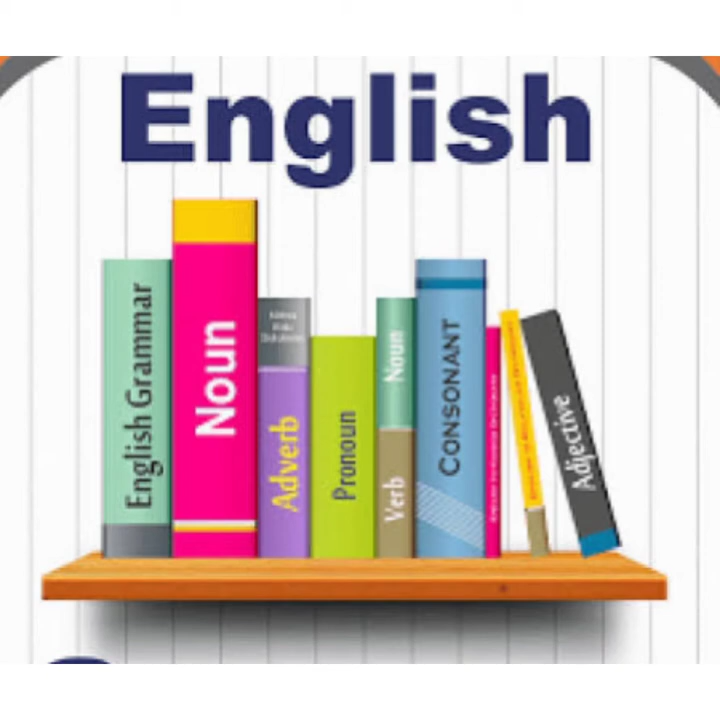 English
English Grammar
Noun
Adverb
Pronoun
Noun
Verb
CONSONANT
Adjective